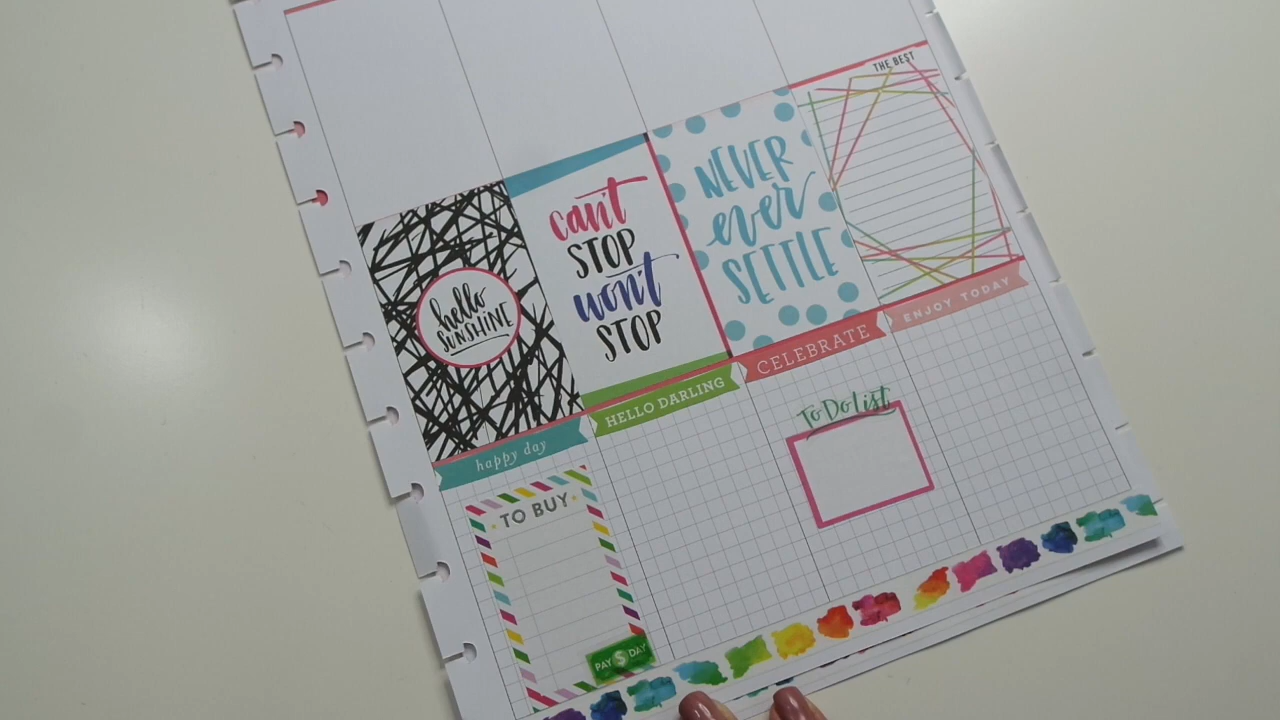 THE BEST
NEVER
ever
SETTLE
can't
STOP
won't
STOP
hello
SUNSHINE
ENJOY TODAY
CELEBRATE
HELLO DARLING
happy day
To Do List
TO BUY
PAY $ DAY